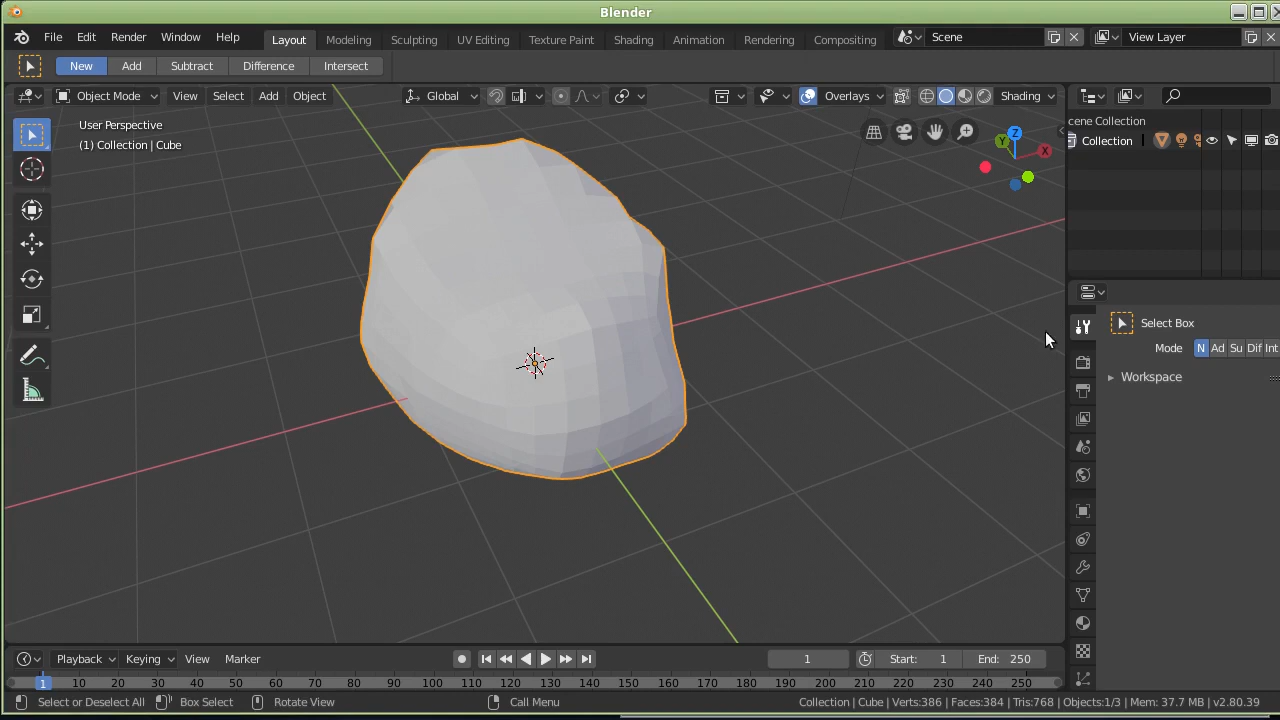 Blender
File Edit Render Window Help Layout Modeling Sculpting UV Editing Texture Paint Shading Animation Rendering Compositing Scene View Layer
New Add Subtract Difference Intersect
Object Mode View Select Add Object Global Overlays Shading
User Perspective
(1) Collection | Cube
Z
Y
X
cene Collection
Collection
Select Box
Mode N Ad Su Dif Int
Workspace
Playback Keying View Marker 1 Start: 1 End: 250
1 10 20 30 40 50 60 70 80 90 100 110 120 130 140 150 160 170 180 190 200 210 220 230 240 250
Select or Deselect All Box Select Rotate View Call Menu Collection | Cube | Verts:386 | Faces:384 | Tris:768 | Objects:1/3 | Mem: 37.7 MB | v2.80.39